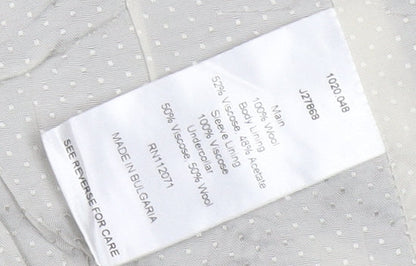 1020.048
J27869
Main
100% Wool
Body Lining
52% Viscose 48% Acetate
Sleeve Lining
100% Viscose
Undercollar
50% Viscose 50% Wool
RN112071
MADE IN BULGARIA
SEE REVERSE FOR CARE